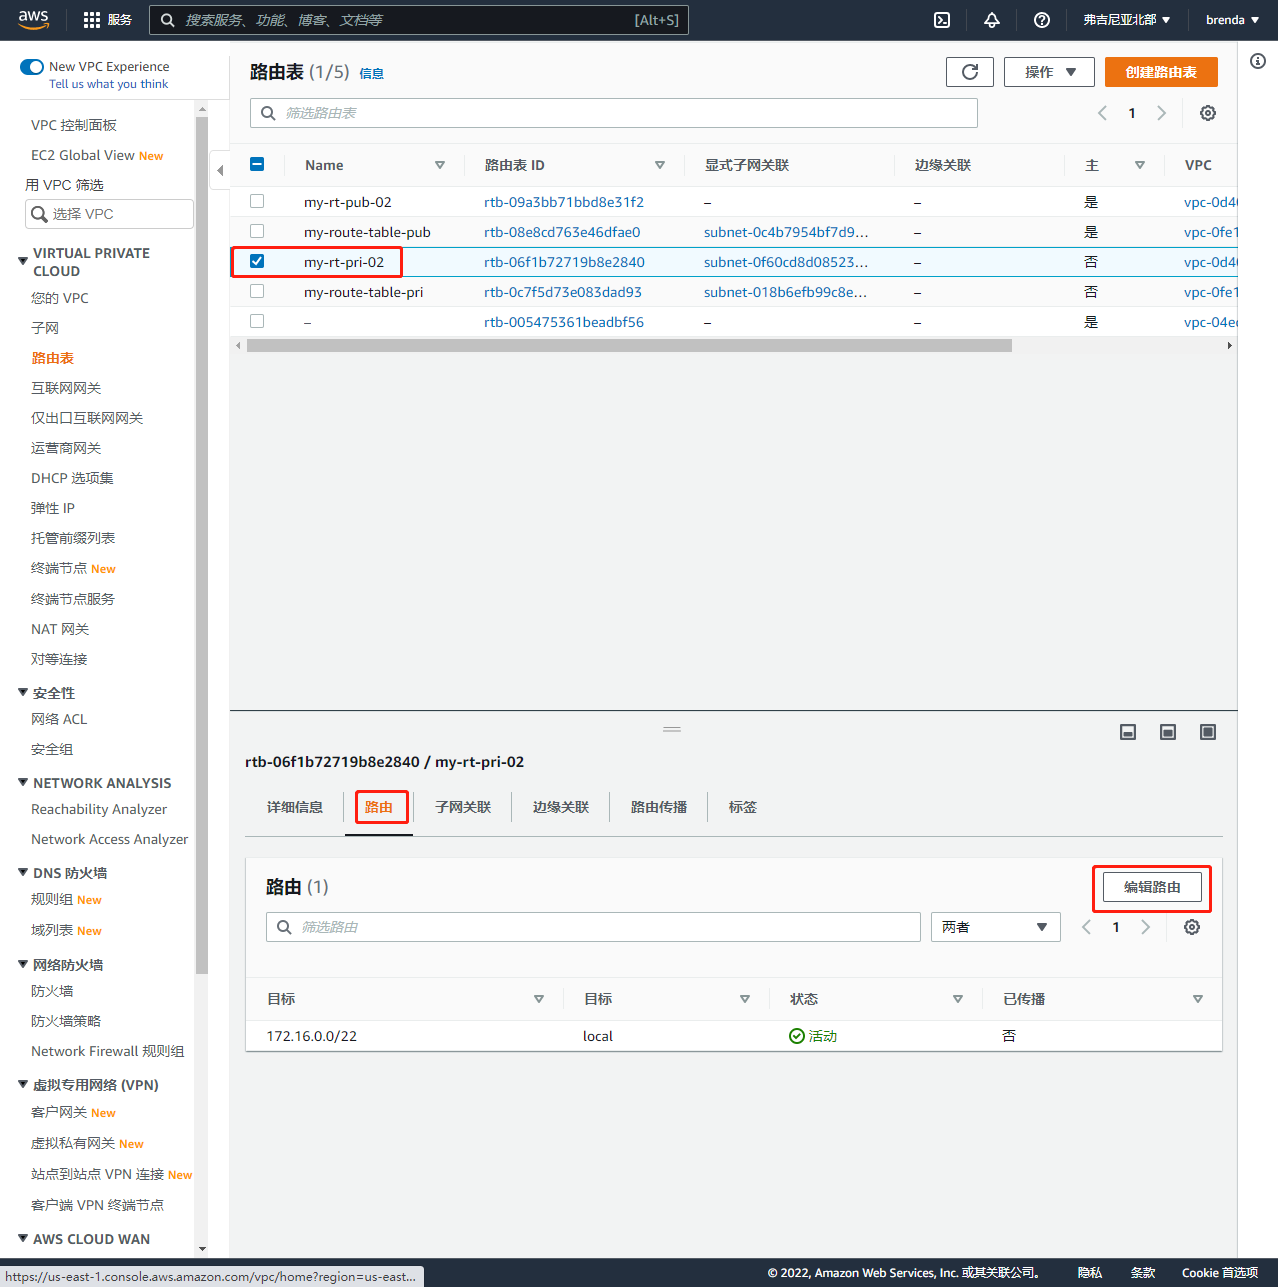 aws
服务
搜索服务、功能、博客、文档等
[Alt+S]
弗吉尼亚北部
brenda
New VPC Experience
Tell us what you think
VPC 控制面板
EC2 Global View New
用 VPC 筛选
选择 VPC
VIRTUAL PRIVATE
CLOUD
您的 VPC
子网
路由表
互联网网关
仅出口互联网网关
运营商网关
DHCP 选项集
弹性 IP
托管前缀列表
终端节点 New
终端节点服务
NAT 网关
对等连接
安全性
网络 ACL
安全组
NETWORK ANALYSIS
Reachability Analyzer
Network Access Analyzer
DNS 防火墙
规则组 New
域列表 New
网络防火墙
防火墙
防火墙策略
Network Firewall 规则组
虚拟专用网络 (VPN)
客户网关 New
虚拟私有网关 New
站点到站点 VPN 连接 New
客户端 VPN 终端节点
AWS CLOUD WAN
路由表 (1/5) 信息
操作
创建路由表
筛选路由表
1
Name 路由表 ID 显式子网关联 边缘关联 主 VPC
my-rt-pub-02 rtb-09a3bb71bbd8e31f2 – – 是 vpc-0d40
my-route-table-pub rtb-08e8cd763e46dfae0 subnet-0c4b7954bf7d9... – 是 vpc-0fe1
my-rt-pri-02 rtb-06f1b72719b8e2840 subnet-0f60cd8d08523... – 否 vpc-0d40
my-route-table-pri rtb-0c7f5d73e083dad93 subnet-018b6efb99c8e... – 否 vpc-0fe1
– rtb-005475361beadbf56 – – 是 vpc-04ec
rtb-06f1b72719b8e2840 / my-rt-pri-02
详细信息 路由 子网关联 边缘关联 路由传播 标签
路由 (1)
编辑路由
筛选路由
两者
1
目标 目标 状态 已传播
172.16.0.0/22 local 活动 否
https://us-east-1.console.aws.amazon.com/vpc/home?region=us-east...
© 2022, Amazon Web Services, Inc. 或其关联公司。 隐私 条款 Cookie 首选项